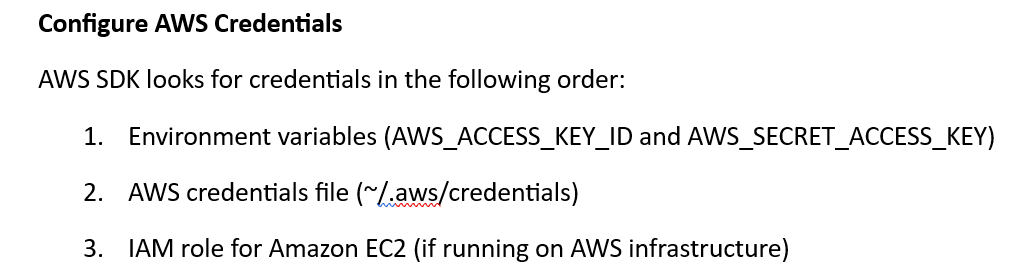 Configure AWS Credentials
AWS SDK looks for credentials in the following order:
1. Environment variables (AWS_ACCESS_KEY_ID and AWS_SECRET_ACCESS_KEY)
2. AWS credentials file (~/.aws/credentials)
3. IAM role for Amazon EC2 (if running on AWS infrastructure)